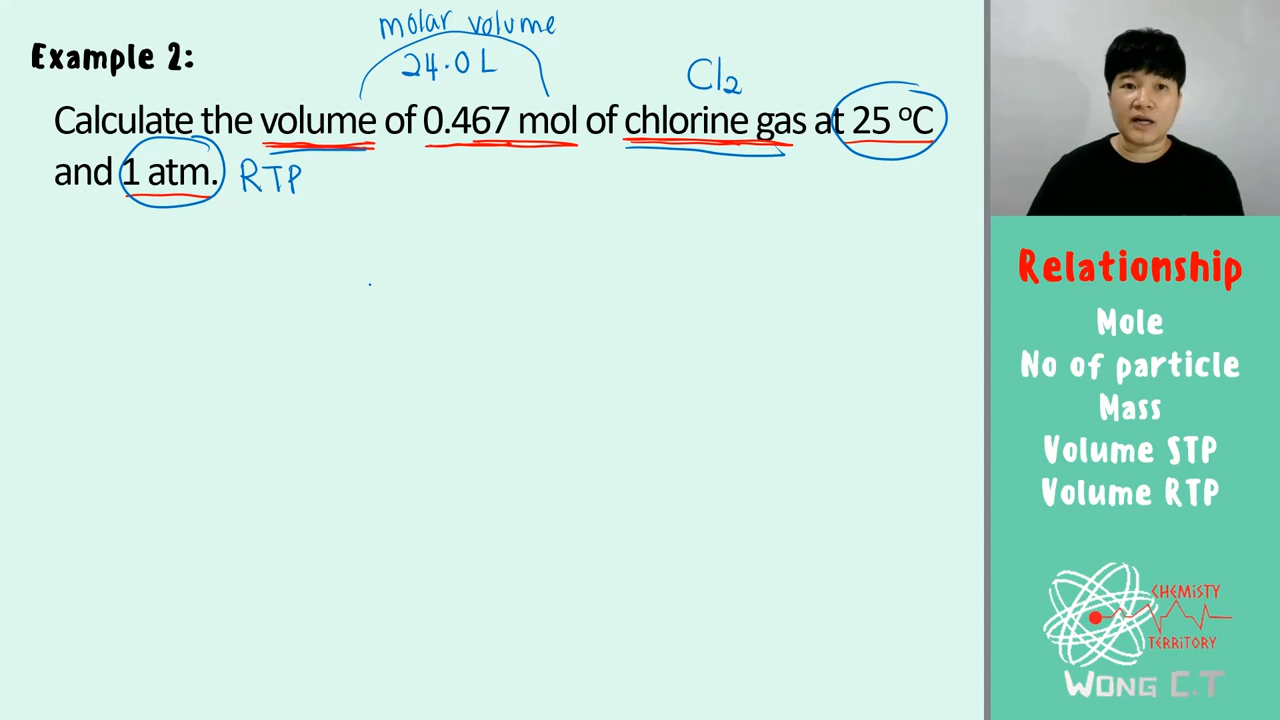 molar volume
Example 2:
24.0 L
Cl₂
Calculate the volume of 0.467 mol of chlorine gas at 25 ºC
and 1 atm. RTP
Relationship
Mole
No of particle
Mass
Volume STP
Volume RTP
CHEMiSTY
TERRiTORY
WONG C.T